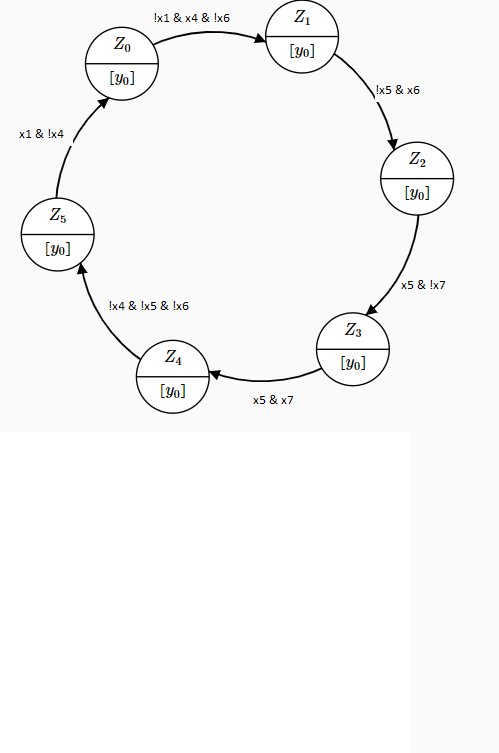 !x1 & x4 & !x6
Z₁
[y₀]
Z₀
[y₀]
!x5 & x6
x1 & !x4
Z₂
[y₀]
Z₅
[y₀]
x5 & !x7
!x4 & !x5 & !x6
Z₃
[y₀]
Z₄
[y₀]
x5 & x7